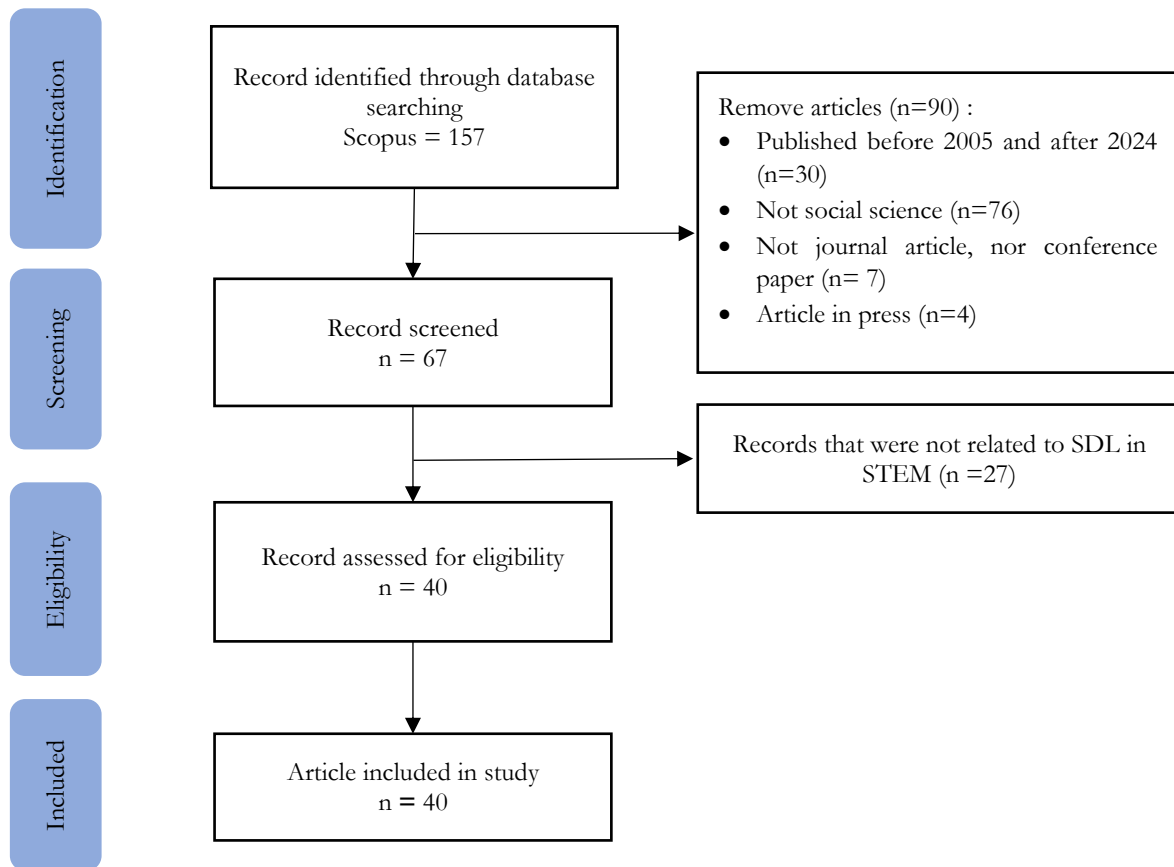 Identification
Record identified through database
searching
Scopus = 157
Remove articles (n=90) :
• Published before 2005 and after 2024
(n=30)
• Not social science (n=76)
• Not journal article, nor conference
paper (n= 7)
• Article in press (n=4)
Screening
Record screened
n = 67
Records that were not related to SDL in
STEM (n =27)
Eligibility
Record assessed for eligibility
n = 40
Included
Article included in study
n = 40